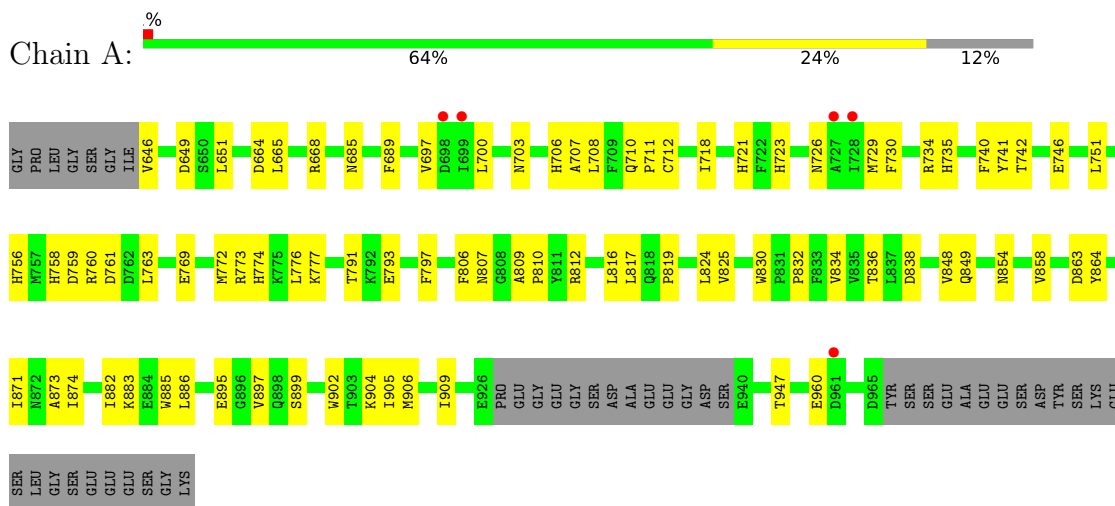 .%
Chain A:
64% 24% 12%
GLY PRO LEU GLY SER GLY ILE V646 D649 S650 L651 D664 L665 R668 N685 F689 V697 D698 I699 L700 N703 H706 A707 L708 F709 Q710 P711 C712 I718 H721 F722 H723 N726 A727 I728 M729 F730 R734 H735 F740 Y741 T742 E746 L751
H756 M757 H758 D759 R760 D761 D762 L763 E769 M772 R773 H774 K775 L776 K777 T791 K792 E793 F797 F806 N807 G808 A809 P810 Y811 R812 L816 L817 Q818 P819 L824 V825 W830 P831 P832 F833 V834 V835 T836 L837 D838 V848 Q849 N854 V858 D863 Y864
I871 N872 A873 I874 I882 K883 E884 W885 L886 E895 G896 V897 Q898 S899 W902 T903 K904 I905 M906 I909 E926 PRO GLU GLY GLU GLY SER ASP ALA GLU GLU GLY ASP SER E940 T947 E960 D961 D965 TYR SER SER GLU ALA GLU GLU SER ASP TYR SER LYS
SER LEU GLY SER GLU GLU GLU SER GLY LYS